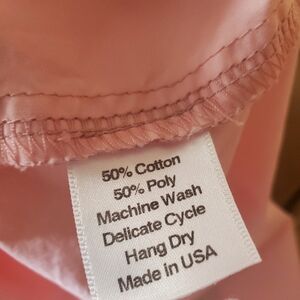 50% Cotton
50% Poly
Machine Wash
Delicate Cycle
Hang Dry
Made in USA